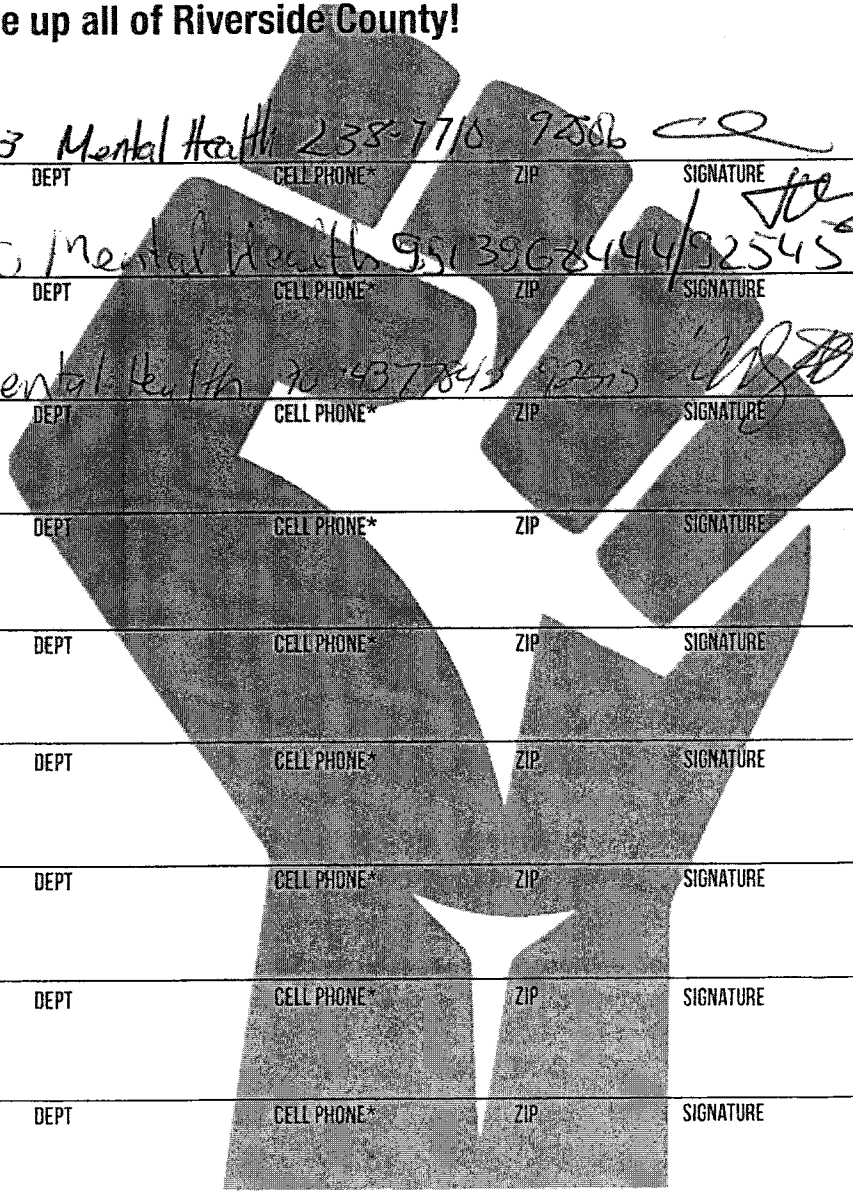 e up all of Riverside County!
3 Mental Health 238-7710 92506
DEPT CELL PHONE* ZIP SIGNATURE
Mental Health 9513968444/92545
DEPT CELL PHONE* ZIP SIGNATURE
ental Health
DEPT CELL PHONE* ZIP SIGNATURE
DEPT CELL PHONE* ZIP SIGNATURE
DEPT CELL PHONE* ZIP SIGNATURE
DEPT CELL PHONE* ZIP SIGNATURE
DEPT CELL PHONE* ZIP SIGNATURE
DEPT CELL PHONE* ZIP SIGNATURE
DEPT CELL PHONE* ZIP SIGNATURE